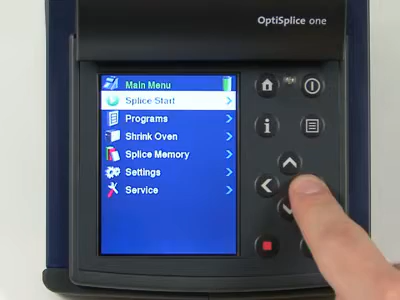 OptiSplice one
Main Menu
Splice Start
Programs
Shrink Oven
Splice Memory
Settings
Service